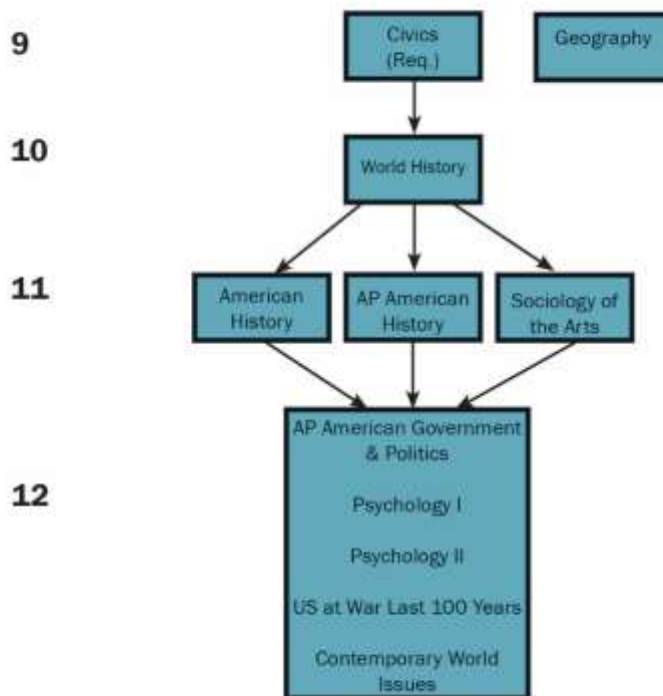 9
Civics
(Req.)
Geography
10
World History
11
American
History
AP American
History
Sociology of
the Arts
12
AP American Government
& Politics
Psychology I
Psychology II
US at War Last 100 Years
Contemporary World
Issues